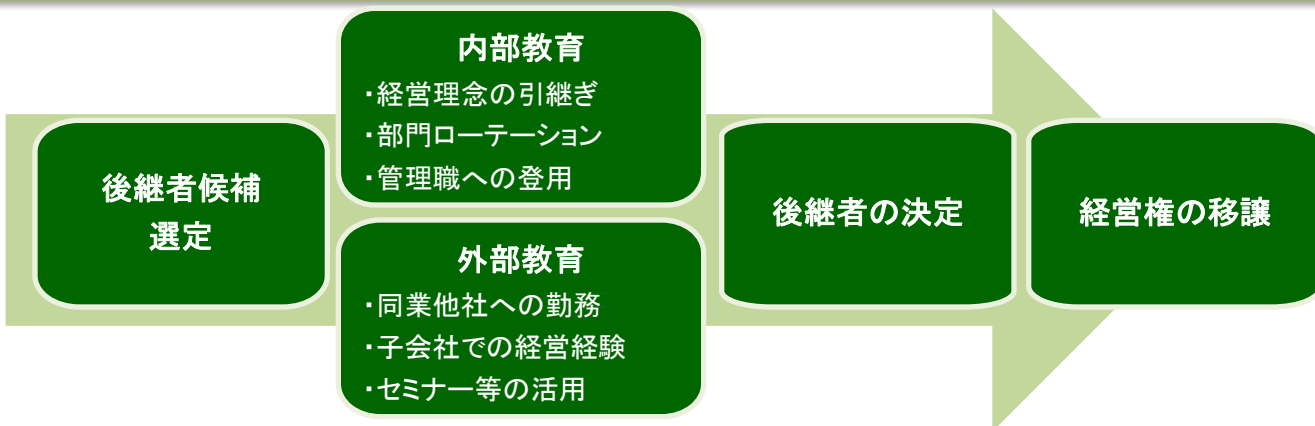 後継者候補
選定
内部教育
・経営理念の引継ぎ
・部門ローテーション
・管理職への登用
外部教育
・同業他社への勤務
・子会社での経営経験
・セミナー等の活用
後継者の決定
経営権の移譲